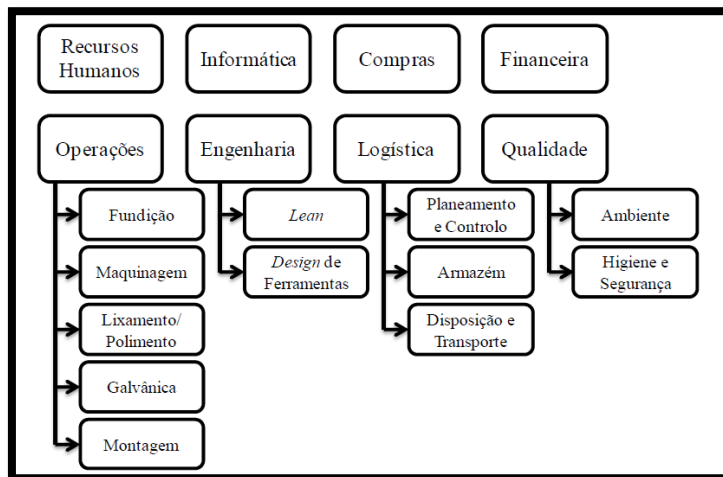 Recursos
Humanos
Informática
Compras
Financeira
Operações
Engenharia
Logística
Qualidade
Fundição
Maquinagem
Lixamento/
Polimento
Galvânica
Montagem
Lean
Design de
Ferramentas
Planeamento
e Controlo
Armazém
Disposição e
Transporte
Ambiente
Higiene e
Segurança